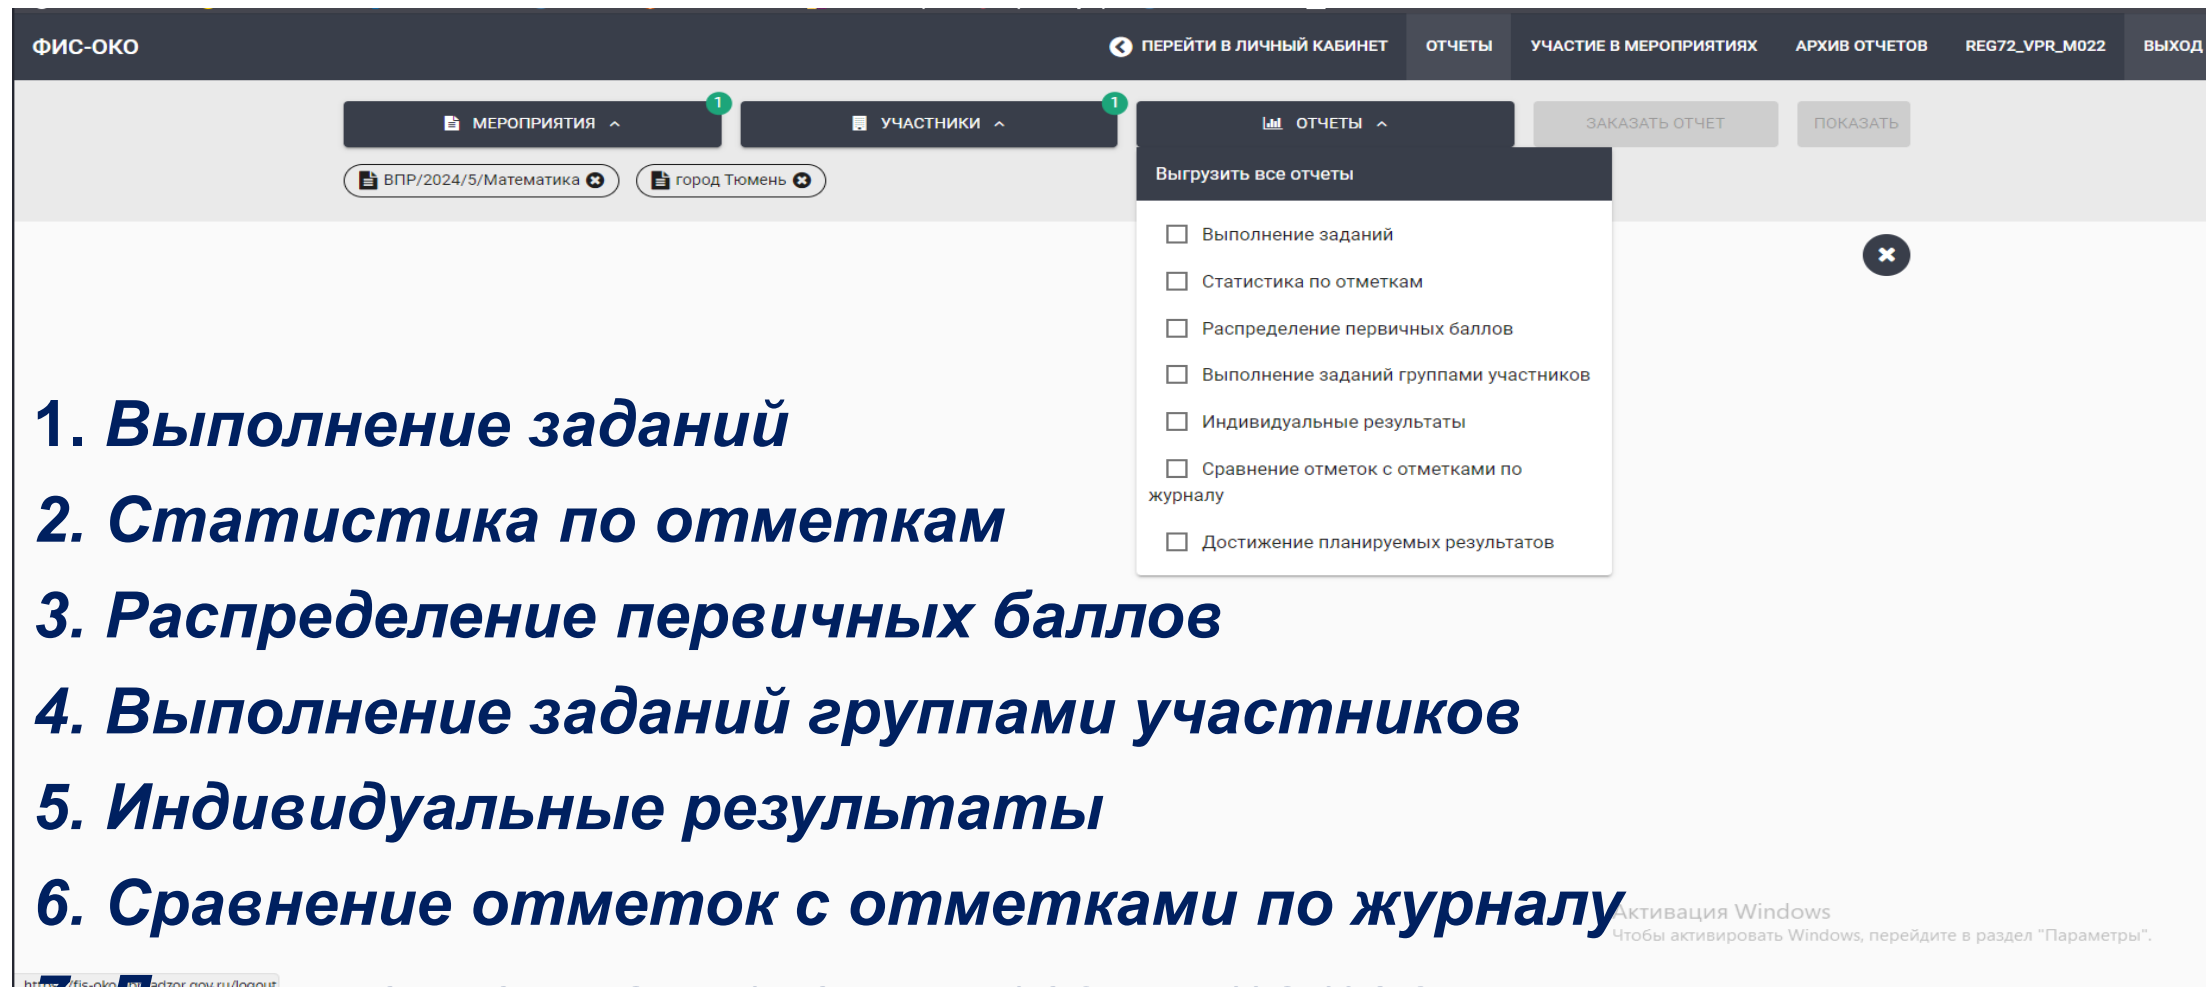 ФИС-ОКО
ПЕРЕЙТИ В ЛИЧНЫЙ КАБИНЕТ ОТЧЕТЫ УЧАСТИЕ В МЕРОПРИЯТИЯХ АРХИВ ОТЧЕТОВ REG72_VPR_M022 ВЫХОД
МЕРОПРИЯТИЯ 1 УЧАСТНИКИ 1 ОТЧЕТЫ ЗАКАЗАТЬ ОТЧЕТ ПОКАЗАТЬ
ВПР/2024/5/Математика город Тюмень
Выгрузить все отчеты
Выполнение заданий
Статистика по отметкам
Распределение первичных баллов
Выполнение заданий группами участников
Индивидуальные результаты
Сравнение отметок с отметками по
журналу
Достижение планируемых результатов
1. Выполнение заданий
2. Статистика по отметкам
3. Распределение первичных баллов
4. Выполнение заданий группами участников
5. Индивидуальные результаты
6. Сравнение отметок с отметками по журналу
Активация Windows
Чтобы активировать Windows, перейдите в раздел "Параметры".